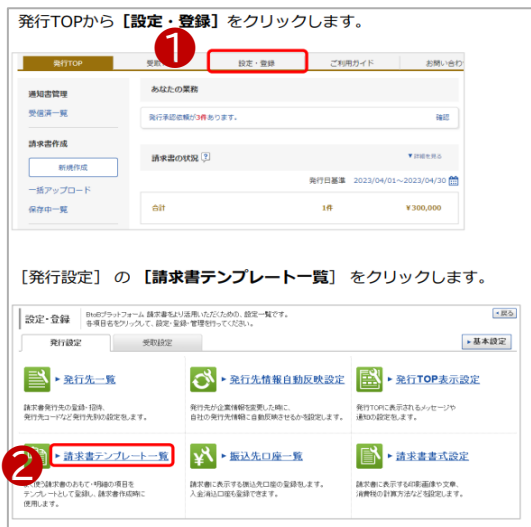 発行TOPから【設定・登録】をクリックします。
1
発行TOP 設定・登録 ご利用ガイド お問い合わ
通知書管理
受信済一覧
あなたの業務
発行承認依頼が3件あります。 確認
請求書作成
新規作成
一括アップロード
保存中一覧
請求書の状況 ? ▼詳細を見る
発行日基準 2023/04/01~2023/04/30
合計 1件 ¥300,000
[発行設定] の【請求書テンプレート一覧】 をクリックします。
設定・登録
BtoBプラットフォーム 請求書をより活用いただくための、設定一覧です。
各項目名をクリックして、設定・登録・管理を行ってください。
戻る
発行設定 受取設定 基本設定
発行先一覧
請求書発行先の登録・招待、
発行先コードなど発行先別の設定をします。
発行先情報自動反映設定
発行先が企業情報を変更した時に、
自社の発行先情報に自動反映させるかを設定します。
発行TOP表示設定
発行TOPに表示されるメッセージや
通知の設定をします。
2
請求書テンプレート一覧
使う請求書のおもて・明細の項目を
テンプレートとして登録し、請求書作成時に
使用します。
振込先口座一覧
請求書に表示する振込先口座の登録をします。
入金消込口座も登録できます。
請求書書式設定
請求書に表示する印影画像や文章、
消費税の計算方法などを設定します。